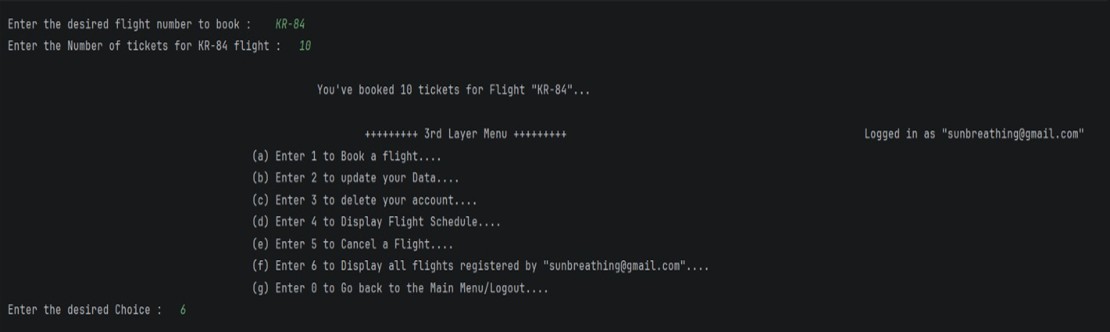 Enter the desired flight number to book :    KR-84
Enter the Number of tickets for KR-84 flight :   10
You've booked 10 tickets for Flight "KR-84"...
+++++++++ 3rd Layer Menu +++++++++    Logged in as "sunbreathing@gmail.com"
(a) Enter 1 to Book a flight....
(b) Enter 2 to update your Data....
(c) Enter 3 to delete your account....
(d) Enter 4 to Display Flight Schedule....
(e) Enter 5 to Cancel a Flight....
(f) Enter 6 to Display all flights registered by "sunbreathing@gmail.com"....
(g) Enter 0 to Go back to the Main Menu/Logout....
Enter the desired Choice :   6